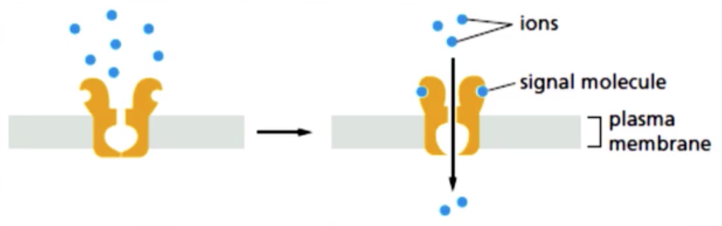 ions
signal molecule
plasma
membrane